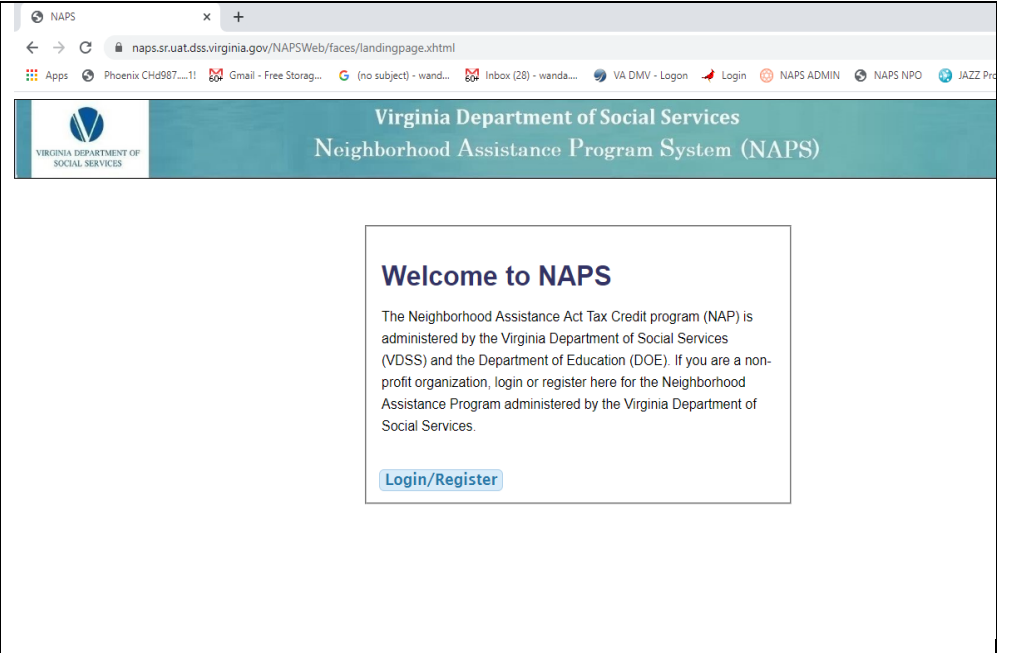 NAPS
naps.sr.uat.dss.virginia.gov/NAPSWeb/faces/landingpage.xhtml
Apps Phoenix CHd987.....1! Gmail - Free Storag... (no subject) - wand... Inbox (28) - wanda.... VA DMV - Logon Login NAPS ADMIN NAPS NPO JAZZ Pro
VIRGINIA DEPARTMENT OF
SOCIAL SERVICES
Virginia Department of Social Services
Neighborhood Assistance Program System (NAPS)
Welcome to NAPS
The Neighborhood Assistance Act Tax Credit program (NAP) is
administered by the Virginia Department of Social Services
(VDSS) and the Department of Education (DOE). If you are a non-
profit organization, login or register here for the Neighborhood
Assistance Program administered by the Virginia Department of
Social Services.
Login/Register